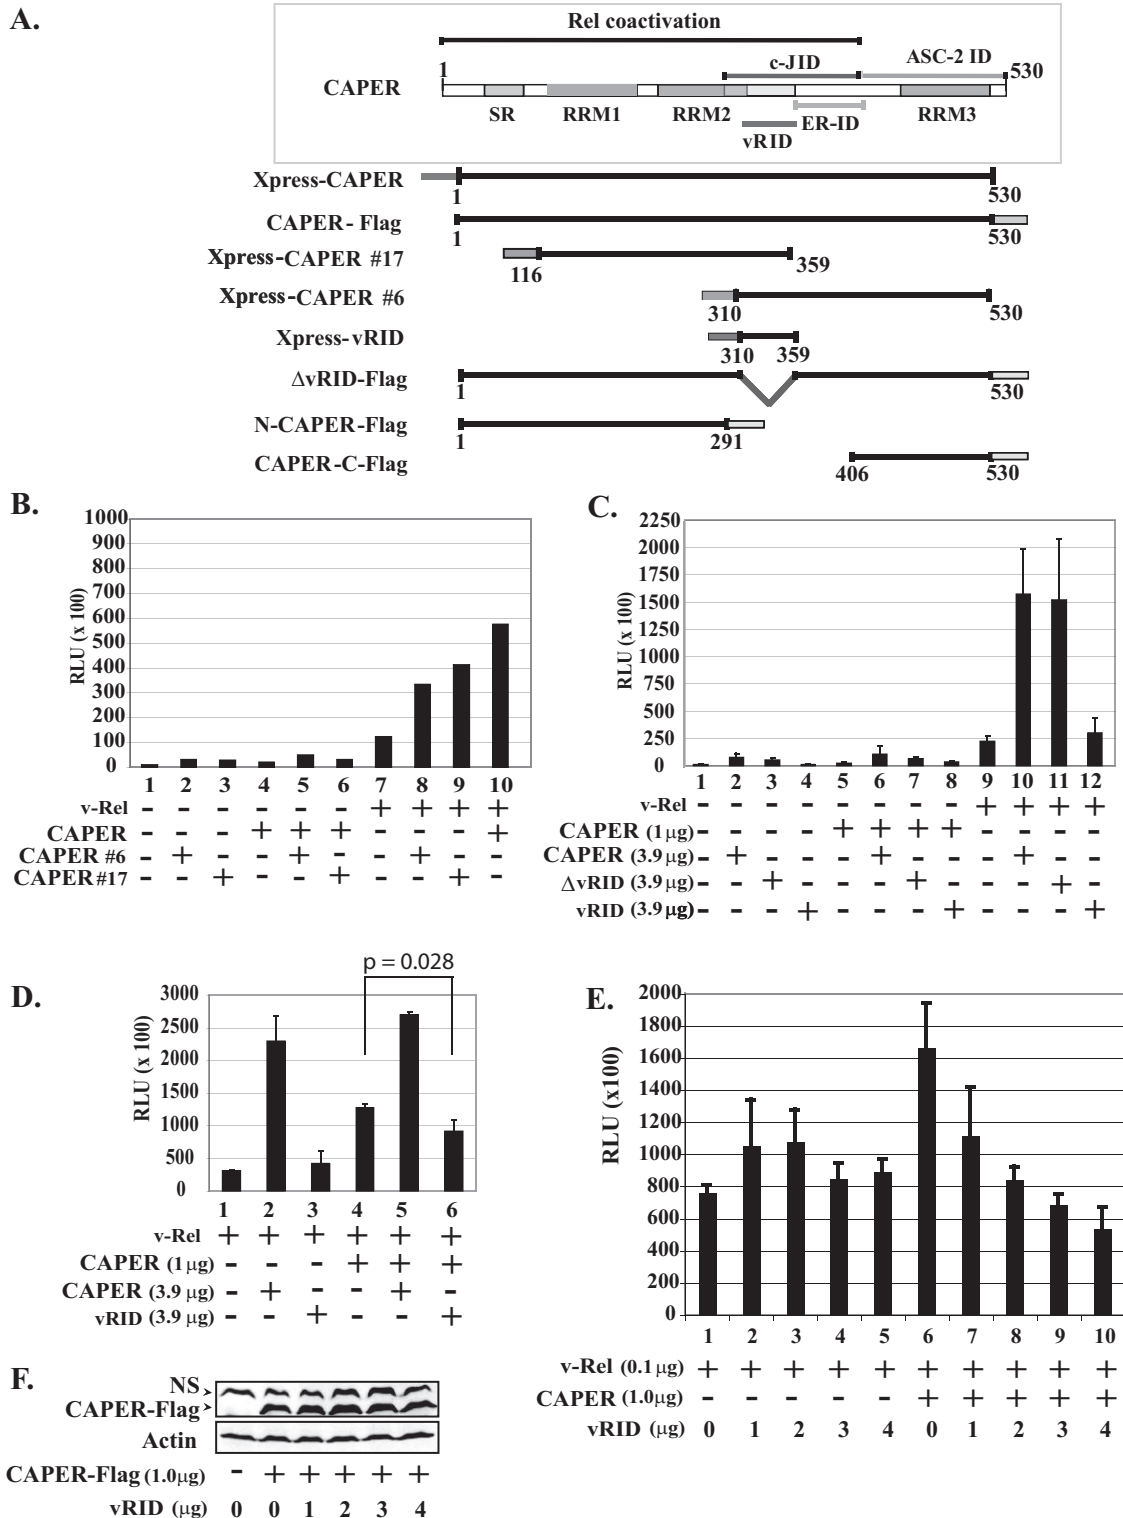 A.
Rel coactivation
c-JID
ASC-2 ID
1
530
CAPER
SR
RRM1
RRM2
vRID
ER-ID
RRM3
Xpress-CAPER
1
530
CAPER- Flag
1
530
Xpress-CAPER #17
116
359
Xpress-CAPER #6
310
530
Xpress-vRID
310
359
ΔvRID-Flag
1
530
N-CAPER-Flag
1
291
CAPER-C-Flag
406
530
B.
RLU (x 100)
1000
900
800
700
600
500
400
300
200
100
0
1 2 3 4 5 6 7 8 9 10
v-Rel - - - - - - + + + +
CAPER - - - + + + - - - +
CAPER #6 - + - - + - - + - -
CAPER#17 - - + - - + - - + -
C.
RLU (x 100)
2250
2000
1750
1500
1250
1000
750
500
250
0
1 2 3 4 5 6 7 8 9 10 11 12
v-Rel - - - - - - - - + + + +
CAPER (1μg) - - - - + + + + - - - -
CAPER (3.9μg) - + - - - + - - - + - -
ΔvRID (3.9μg) - - + - - - + - - - + -
vRID (3.9μg) - - - + - - - + - - - +
D.
p = 0.028
RLU (x 100)
3000
2500
2000
1500
1000
500
0
1 2 3 4 5 6
v-Rel + + + + + +
CAPER (1μg) - - - + + +
CAPER (3.9 μg) - + - - + -
vRID (3.9 μg) - - + - - +
E.
RLU (x100)
2000
1800
1600
1400
1200
1000
800
600
400
200
0
1 2 3 4 5 6 7 8 9 10
v-Rel (0.1μg) + + + + + + + + + +
CAPER (1.0μg) - - - - - + + + + +
vRID (μg) 0 1 2 3 4 0 1 2 3 4
F.
NS
CAPER-Flag
Actin
CAPER-Flag (1.0μg) - + + + + +
vRID (μg) 0 0 1 2 3 4